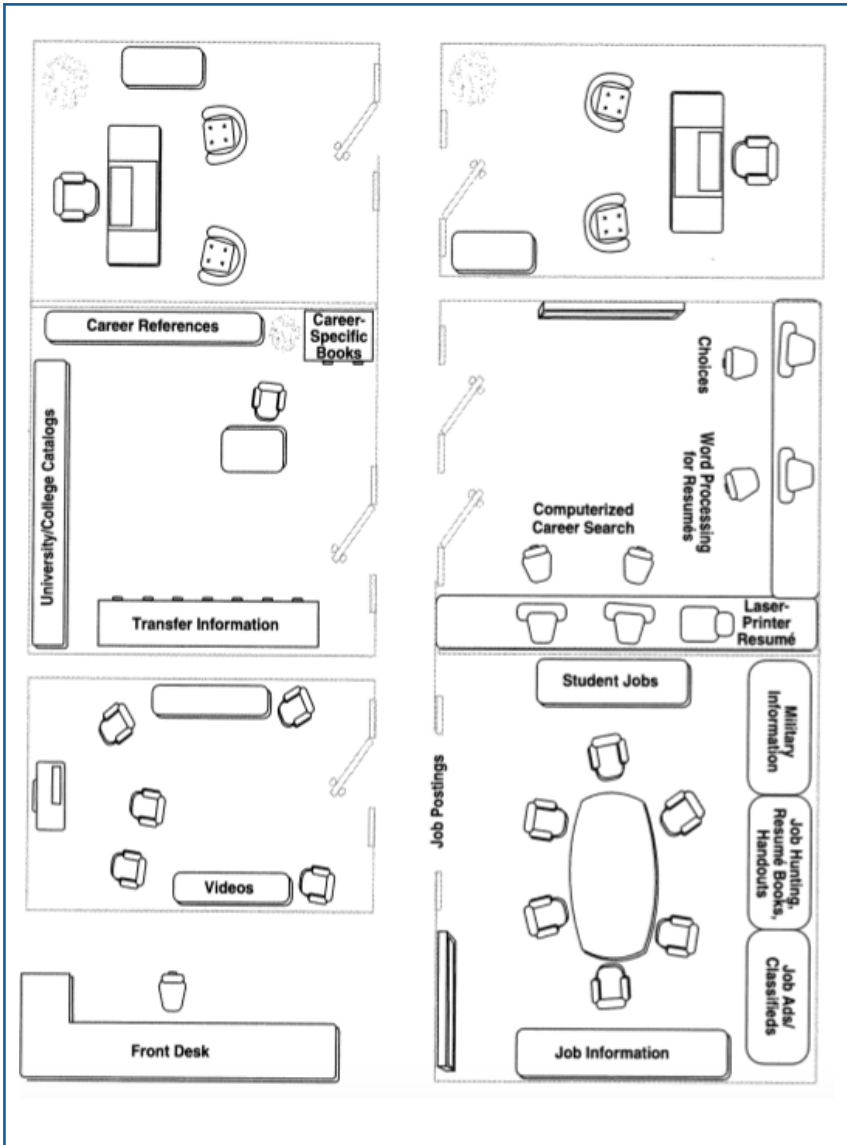 Career References
Career-
Specific
Books
University/College Catalogs
Transfer Information
Videos
Front Desk
Choices
Word Processing
for Resumés
Computerized
Career Search
Laser-
Printer
Resumé
Student Jobs
Job Postings
Military
Information
Job Hunting,
Resumé Books,
Handouts
Job Ads/
Classifieds
Job Information